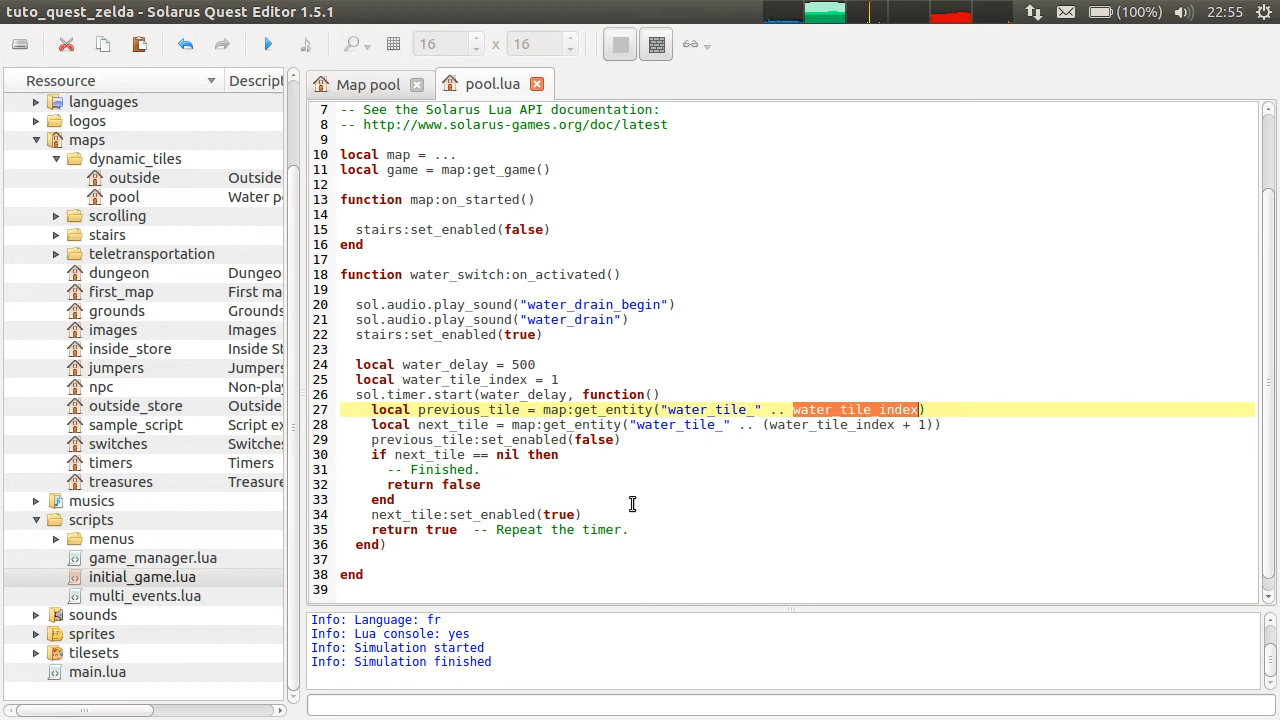 tuto_quest_zelda - Solarus Quest Editor 1.5.1
(100%)
22:55
16 x 16
Ressource
Descript
languages
logos
maps
dynamic_tiles
outside Outside
pool Water po
scrolling
stairs
teletransportation
dungeon Dungeo
first_map First ma
grounds Grounds
images Images
inside_store Inside St
jumpers Jumpers
npc Non-play
outside_store Outside
sample_script Sample s
switches Switches
timers Timers
treasures Treasure
musics
scripts
menus
game_manager.lua
initial_game.lua
multi_events.lua
sounds
sprites
tilesets
main.lua
Map pool
pool.lua
7 -- See the Solarus Lua API documentation:
8 -- http://www.solarus-games.org/doc/latest
9
10 local map = ...
11 local game = map:get_game()
12
13 function map:on_started()
14
15 stairs:set_enabled(false)
16 end
17
18 function water_switch:on_activated()
19
20 sol.audio.play_sound("water_drain_begin")
21 sol.audio.play_sound("water_drain")
22 stairs:set_enabled(true)
23
24 local water_delay = 500
25 local water_tile_index = 1
26 sol.timer.start(water_delay, function()
27 local previous_tile = map:get_entity("water_tile_" .. water_tile_index)
28 local next_tile = map:get_entity("water_tile_" .. (water_tile_index + 1))
29 previous_tile:set_enabled(false)
30 if next_tile == nil then
31 -- Finished.
32 return false
33 end
34 next_tile:set_enabled(true)
35 return true -- Repeat the timer.
36 end)
37
38 end
39
Info: Language: fr
Info: Lua console: yes
Info: Simulation started
Info: Simulation finished